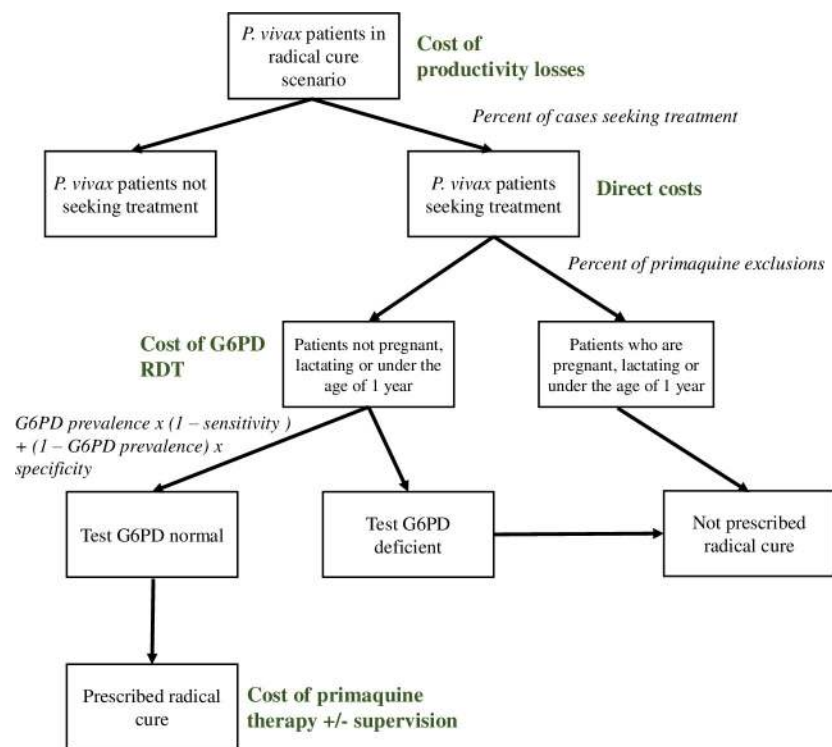 P. vivax patients in
radical cure
scenario
Cost of
productivity losses
Percent of cases seeking treatment
P. vivax patients not
seeking treatment
P. vivax patients
seeking treatment
Direct costs
Percent of primaquine exclusions
Cost of G6PD
RDT
Patients not pregnant,
lactating or under the
age of 1 year
Patients who are
pregnant, lactating or
under the age of 1 year
G6PD prevalence x (1 – sensitivity )
+ (1 – G6PD prevalence) x
specificity
Test G6PD normal
Test G6PD
deficient
Not prescribed
radical cure
Prescribed radical
cure
Cost of primaquine
therapy +/- supervision